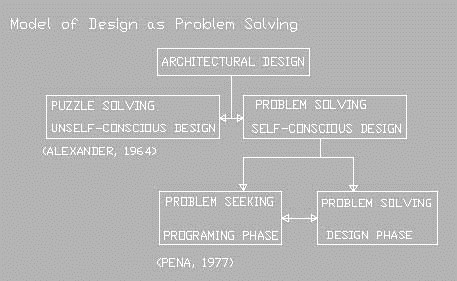 Model of Design as Problem Solving
ARCHITECTURAL DESIGN
PUZZLE SOLVING
UNSELF-CONSCIOUS DESIGN
PROBLEM SOLVING
SELF-CONSCIOUS DESIGN
(ALEXANDER, 1964)
PROBLEM SEEKING
PROGRAMING PHASE
PROBLEM SOLVING
DESIGN PHASE
(PENA, 1977)